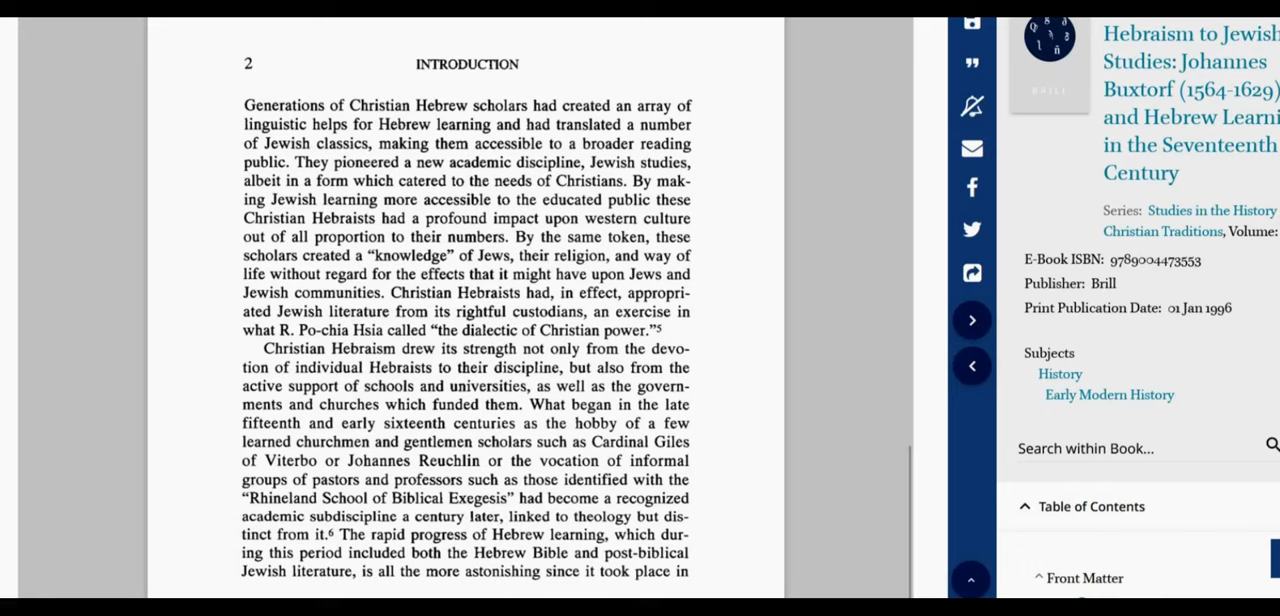 2
INTRODUCTION
Generations of Christian Hebrew scholars had created an array of
linguistic helps for Hebrew learning and had translated a number
of Jewish classics, making them accessible to a broader reading
public. They pioneered a new academic discipline, Jewish studies,
albeit in a form which catered to the needs of Christians. By mak-
ing Jewish learning more accessible to the educated public these
Christian Hebraists had a profound impact upon western culture
out of all proportion to their numbers. By the same token, these
scholars created a “knowledge” of Jews, their religion, and way of
life without regard for the effects that it might have upon Jews and
Jewish communities. Christian Hebraists had, in effect, appropri-
ated Jewish literature from its rightful custodians, an exercise in
what R. Po-chia Hsia called “the dialectic of Christian power.”⁵
Christian Hebraism drew its strength not only from the devo-
tion of individual Hebraists to their discipline, but also from the
active support of schools and universities, as well as the govern-
ments and churches which funded them. What began in the late
fifteenth and early sixteenth centuries as the hobby of a few
learned churchmen and gentlemen scholars such as Cardinal Giles
of Viterbo or Johannes Reuchlin or the vocation of informal
groups of pastors and professors such as those identified with the
“Rhineland School of Biblical Exegesis” had become a recognized
academic subdiscipline a century later, linked to theology but dis-
tinct from it.⁶ The rapid progress of Hebrew learning, which dur-
ing this period included both the Hebrew Bible and post-biblical
Jewish literature, is all the more astonishing since it took place in
BRILL
Hebraism to Jewish
Studies: Johannes
Buxtorf (1564-1629)
and Hebrew Learni
in the Seventeenth
Century
Series: Studies in the History
Christian Traditions, Volume:
E-Book ISBN: 9789004473553
Publisher: Brill
Print Publication Date: 01 Jan 1996
Subjects
History
Early Modern History
Search within Book...
Table of Contents
Front Matter